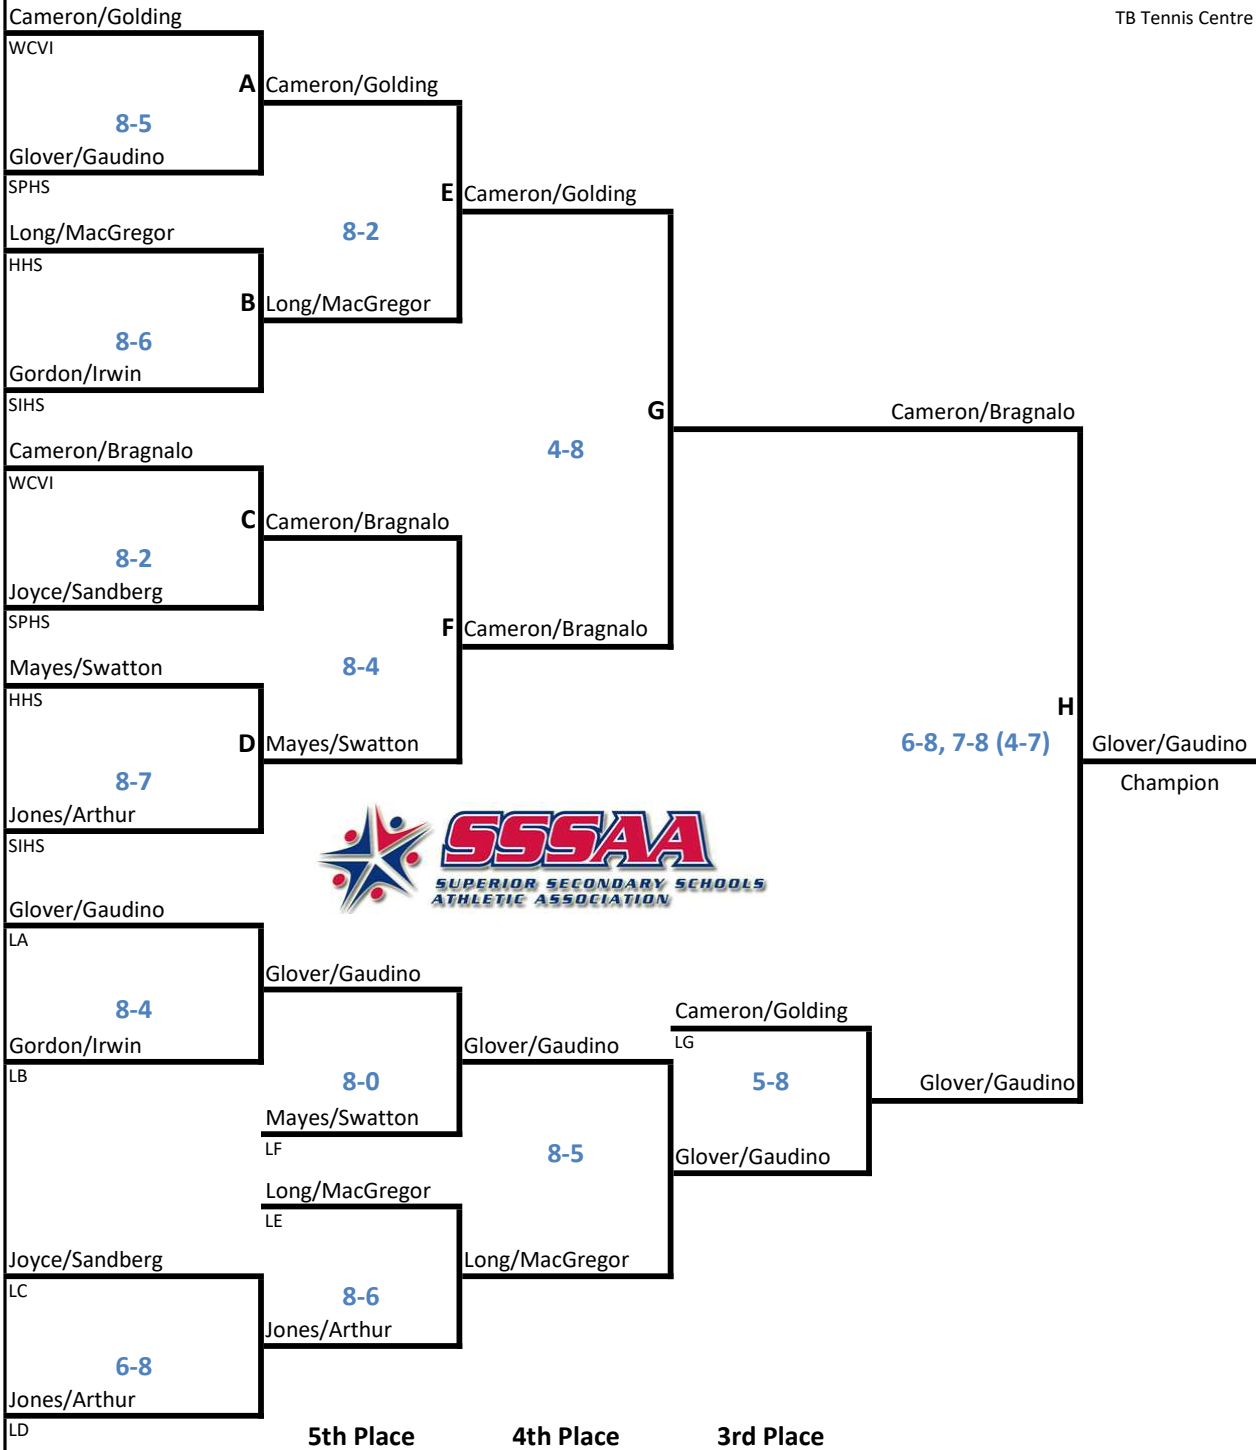 Cameron/Golding
TB Tennis Centre
WCVI
A Cameron/Golding
8-5
Glover/Gaudino
SPHS
E Cameron/Golding
Long/MacGregor
8-2
HHS
B Long/MacGregor
8-6
Gordon/Irwin
SIHS
G
Cameron/Bragnalo
Cameron/Bragnalo
4-8
WCVI
C Cameron/Bragnalo
8-2
Joyce/Sandberg
SPHS
F Cameron/Bragnalo
Mayes/Swatton
8-4
HHS
H
D Mayes/Swatton
6-8, 7-8 (4-7)
Glover/Gaudino
8-7
Champion
Jones/Arthur
SIHS
SSSAA
SUPERIOR SECONDARY SCHOOLS
ATHLETIC ASSOCIATION
Glover/Gaudino
LA
Glover/Gaudino
8-4
Cameron/Golding
Gordon/Irwin
Glover/Gaudino
LG
LB
8-0
5-8
Glover/Gaudino
Mayes/Swatton
LF
8-5
Glover/Gaudino
Long/MacGregor
LE
Joyce/Sandberg
Long/MacGregor
LC
8-6
Jones/Arthur
6-8
Jones/Arthur
LD
5th Place
4th Place
3rd Place